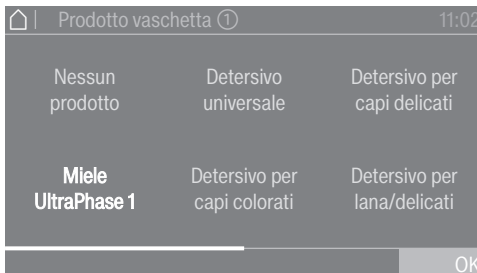 Prodotto vaschetta ① 11:02
Nessun prodotto
Detersivo universale
Detersivo per capi delicati
Miele UltraPhase 1
Detersivo per capi colorati
Detersivo per lana/delicati
OK